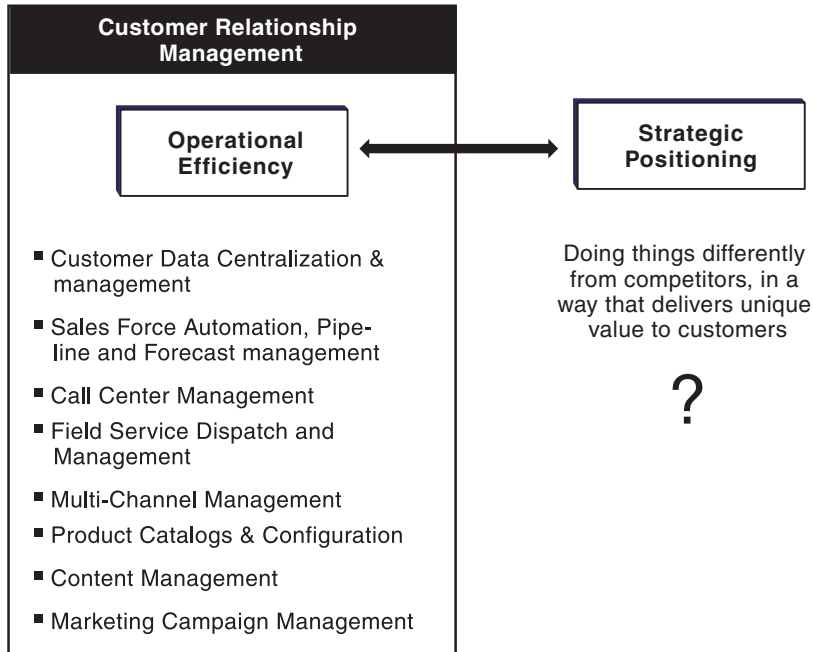 Customer Relationship
Management
Operational
Efficiency
Strategic
Positioning
▪ Customer Data Centralization &
management
▪ Sales Force Automation, Pipe-
line and Forecast management
▪ Call Center Management
▪ Field Service Dispatch and
Management
▪ Multi-Channel Management
▪ Product Catalogs & Configuration
▪ Content Management
▪ Marketing Campaign Management
Doing things differently
from competitors, in a
way that delivers unique
value to customers
?